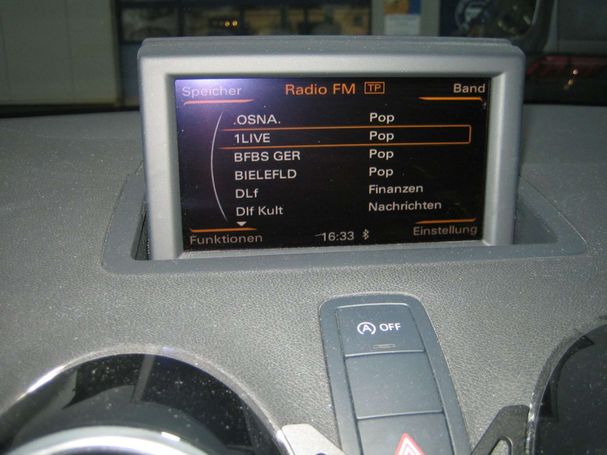 Speicher Radio FM TP Band
.OSNA. Pop
1LIVE Pop
BFBS GER Pop
BIELEFLD Pop
DLf Finanzen
Dlf Kult Nachrichten
Funktionen 16:33 Einstellung
A OFF